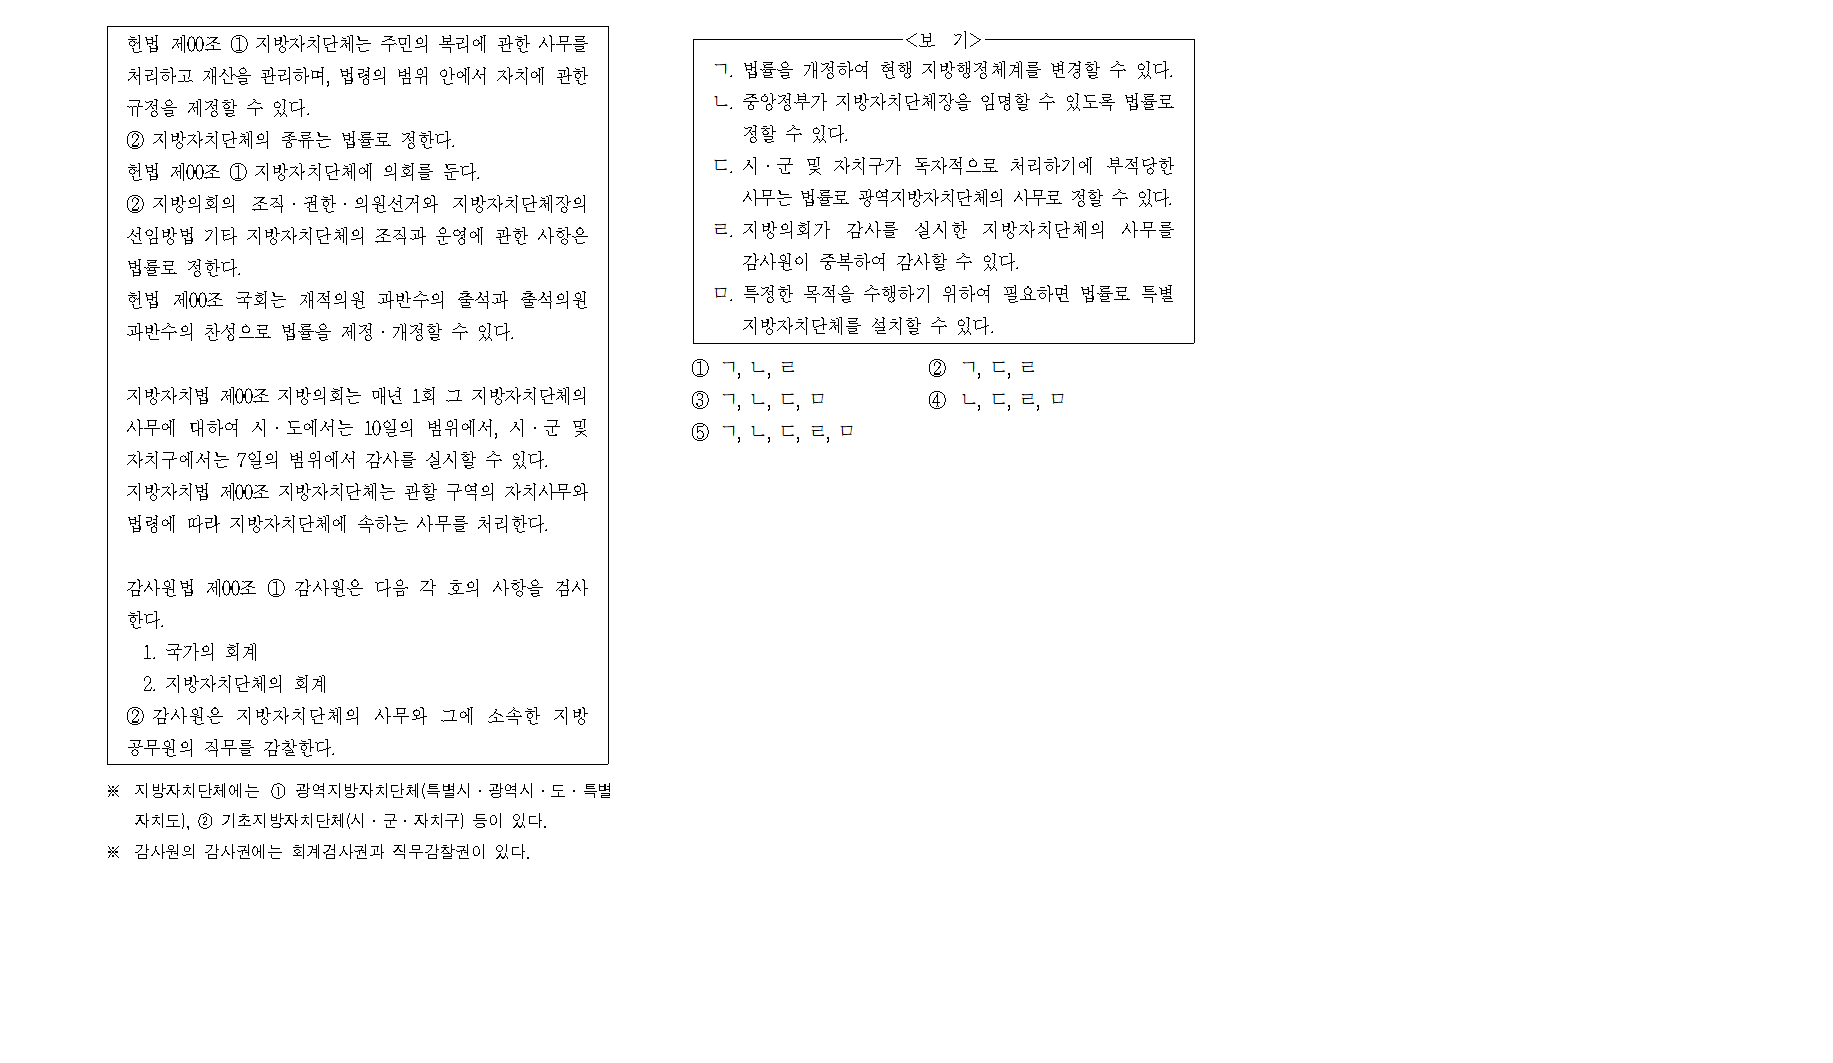 헌법 제00조 ① 지방자치단체는 주민의 복리에 관한 사무를
처리하고 재산을 관리하며, 법령의 범위 안에서 자치에 관한
규정을 제정할 수 있다.
② 지방자치단체의 종류는 법률로 정한다.
헌법 제00조 ① 지방자치단체에 의회를 둔다.
② 지방의회의 조직·권한·의원선거와 지방자치단체장의
선임방법 기타 지방자치단체의 조직과 운영에 관한 사항은
법률로 정한다.
헌법 제00조 국회는 재적의원 과반수의 출석과 출석의원
과반수의 찬성으로 법률을 제정·개정할 수 있다.
지방자치법 제00조 지방의회는 매년 1회 그 지방자치단체의
사무에 대하여 시·도에서는 10일의 범위에서, 시·군 및
자치구에서는 7일의 범위에서 감사를 실시할 수 있다.
지방자치법 제00조 지방자치단체는 관할 구역의 자치사무와
법령에 따라 지방자치단체에 속하는 사무를 처리한다.
감사원법 제00조 ① 감사원은 다음 각 호의 사항을 검사
한다.
1. 국가의 회계
2. 지방자치단체의 회계
② 감사원은 지방자치단체의 사무와 그에 소속한 지방
공무원의 직무를 감찰한다.
※ 지방자치단체에는 ① 광역지방자치단체(특별시·광역시·도·특별
자치도), ② 기초지방자치단체(시·군·자치구) 등이 있다.
※ 감사원의 감사권에는 회계검사권과 직무감찰권이 있다.
<보 기>
ㄱ. 법률을 개정하여 현행 지방행정체계를 변경할 수 있다.
ㄴ. 중앙정부가 지방자치단체장을 임명할 수 있도록 법률로
정할 수 있다.
ㄷ. 시·군 및 자치구가 독자적으로 처리하기에 부적당한
사무는 법률로 광역지방자치단체의 사무로 정할 수 있다.
ㄹ. 지방의회가 감사를 실시한 지방자치단체의 사무를
감사원이 중복하여 감사할 수 있다.
ㅁ. 특정한 목적을 수행하기 위하여 필요하면 법률로 특별
지방자치단체를 설치할 수 있다.
① ㄱ, ㄴ, ㄹ ② ㄱ, ㄷ, ㄹ
③ ㄱ, ㄴ, ㄷ, ㅁ ④ ㄴ, ㄷ, ㄹ, ㅁ
⑤ ㄱ, ㄴ, ㄷ, ㄹ, ㅁ